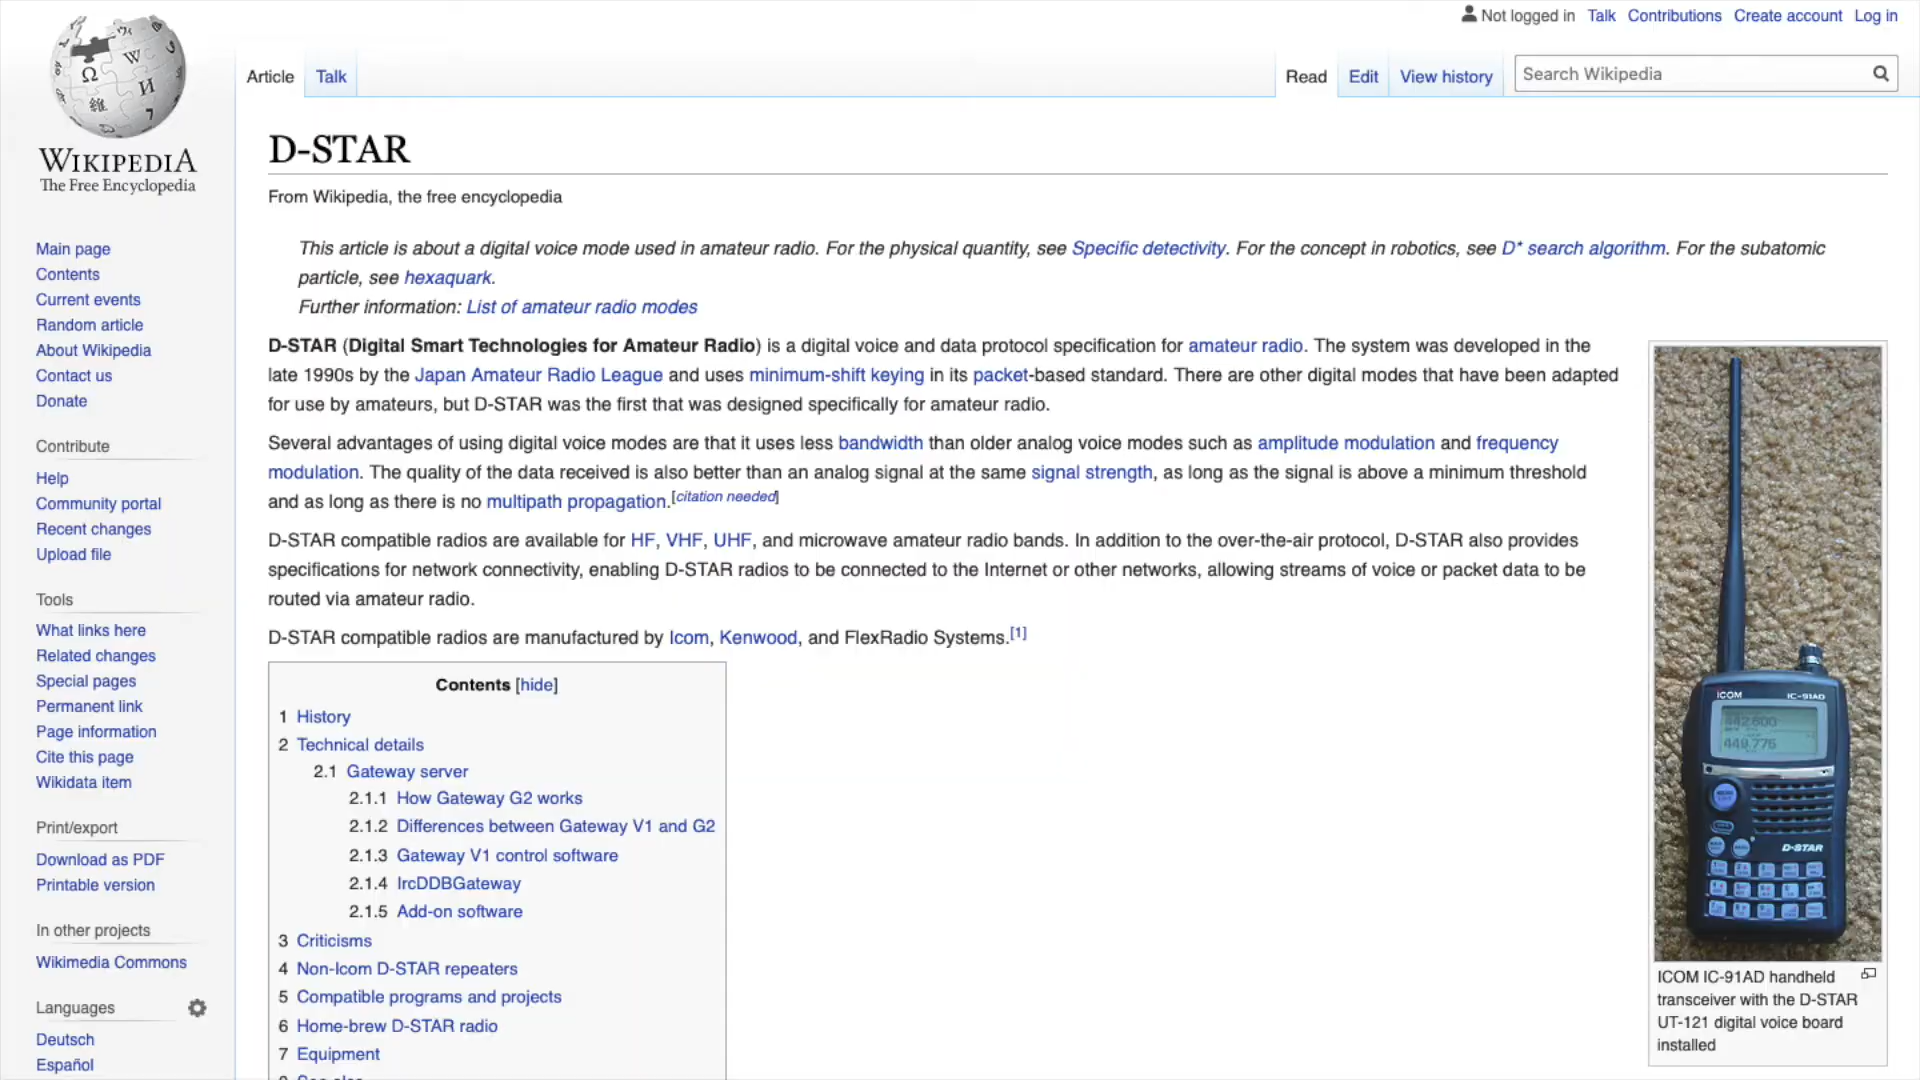 Not logged in Talk Contributions Create account Log in
WIKIPEDIA
The Free Encyclopedia
Article Talk
Read Edit View history
Search Wikipedia
D-STAR
From Wikipedia, the free encyclopedia
This article is about a digital voice mode used in amateur radio. For the physical quantity, see Specific detectivity. For the concept in robotics, see D* search algorithm. For the subatomic
particle, see hexaquark.
Further information: List of amateur radio modes
D-STAR (Digital Smart Technologies for Amateur Radio) is a digital voice and data protocol specification for amateur radio. The system was developed in the
late 1990s by the Japan Amateur Radio League and uses minimum-shift keying in its packet-based standard. There are other digital modes that have been adapted
for use by amateurs, but D-STAR was the first that was designed specifically for amateur radio.
Several advantages of using digital voice modes are that it uses less bandwidth than older analog voice modes such as amplitude modulation and frequency
modulation. The quality of the data received is also better than an analog signal at the same signal strength, as long as the signal is above a minimum threshold
and as long as there is no multipath propagation.[citation needed]
D-STAR compatible radios are available for HF, VHF, UHF, and microwave amateur radio bands. In addition to the over-the-air protocol, D-STAR also provides
specifications for network connectivity, enabling D-STAR radios to be connected to the Internet or other networks, allowing streams of voice or packet data to be
routed via amateur radio.
D-STAR compatible radios are manufactured by Icom, Kenwood, and FlexRadio Systems.[1]
Contents [hide]
1 History
2 Technical details
2.1 Gateway server
2.1.1 How Gateway G2 works
2.1.2 Differences between Gateway V1 and G2
2.1.3 Gateway V1 control software
2.1.4 IrcDDBGateway
2.1.5 Add-on software
3 Criticisms
4 Non-Icom D-STAR repeaters
5 Compatible programs and projects
6 Home-brew D-STAR radio
7 Equipment
ICOM IC-91AD
442.600
449.775
D-STAR
ICOM IC-91AD handheld
transceiver with the D-STAR
UT-121 digital voice board
installed
Main page
Contents
Current events
Random article
About Wikipedia
Contact us
Donate
Contribute
Help
Community portal
Recent changes
Upload file
Tools
What links here
Related changes
Special pages
Permanent link
Page information
Cite this page
Wikidata item
Print/export
Download as PDF
Printable version
In other projects
Wikimedia Commons
Languages
Deutsch
Español